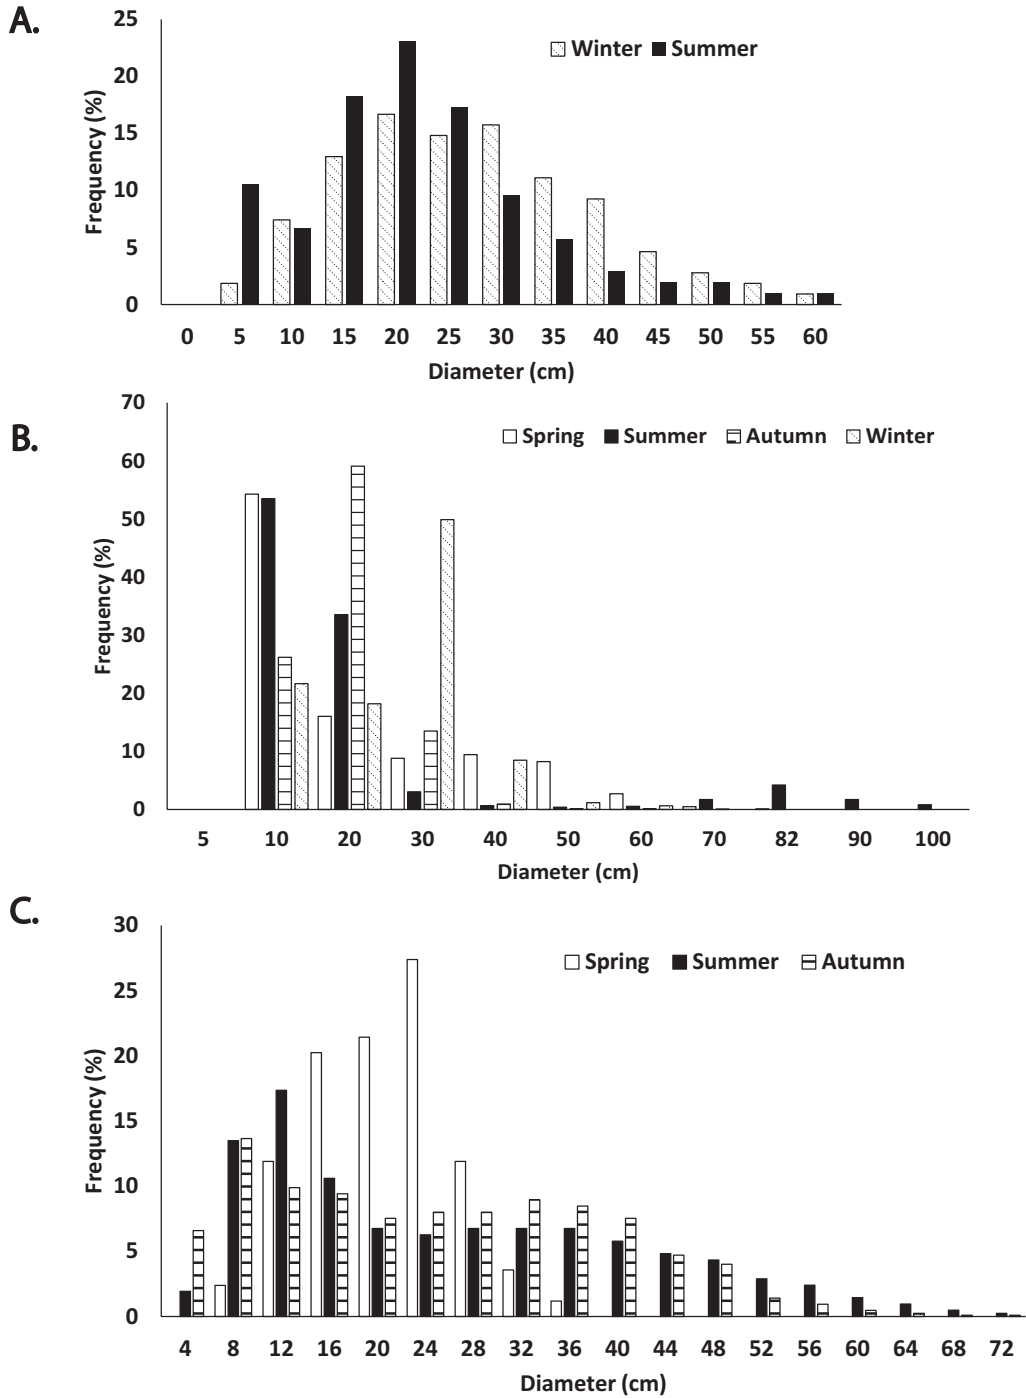 A.
25
20
15
10
5
0
Frequency (%)
Winter Summer
0 5 10 15 20 25 30 35 40 45 50 55 60
Diameter (cm)
B.
70
60
50
40
30
20
10
0
Frequency (%)
Spring Summer Autumn Winter
5 10 20 30 40 50 60 70 82 90 100
Diameter (cm)
C.
30
25
20
15
10
5
0
Frequency (%)
Spring Summer Autumn
4 8 12 16 20 24 28 32 36 40 44 48 52 56 60 64 68 72
Diameter (cm)